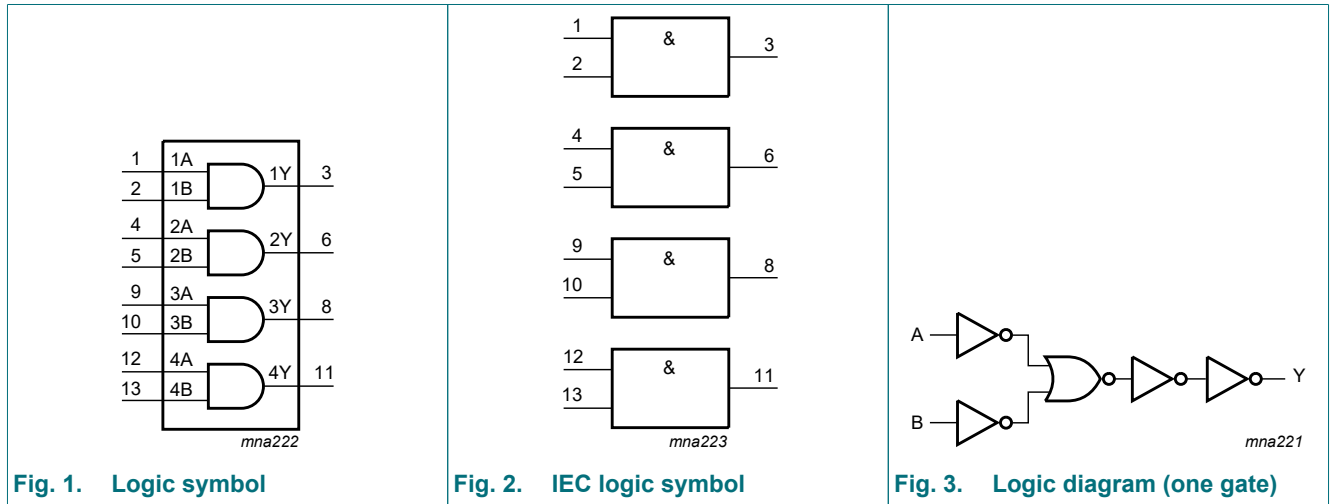 1 1A 1Y 3
2 1B
4 2A 2Y 6
5 2B
9 3A 3Y 8
10 3B
12 4A 4Y 11
13 4B
mna222
Fig. 1. Logic symbol
1 & 3
2
4 & 6
5
9 & 8
10
12 & 11
13
mna223
Fig. 2. IEC logic symbol
A
Y
B
mna221
Fig. 3. Logic diagram (one gate)